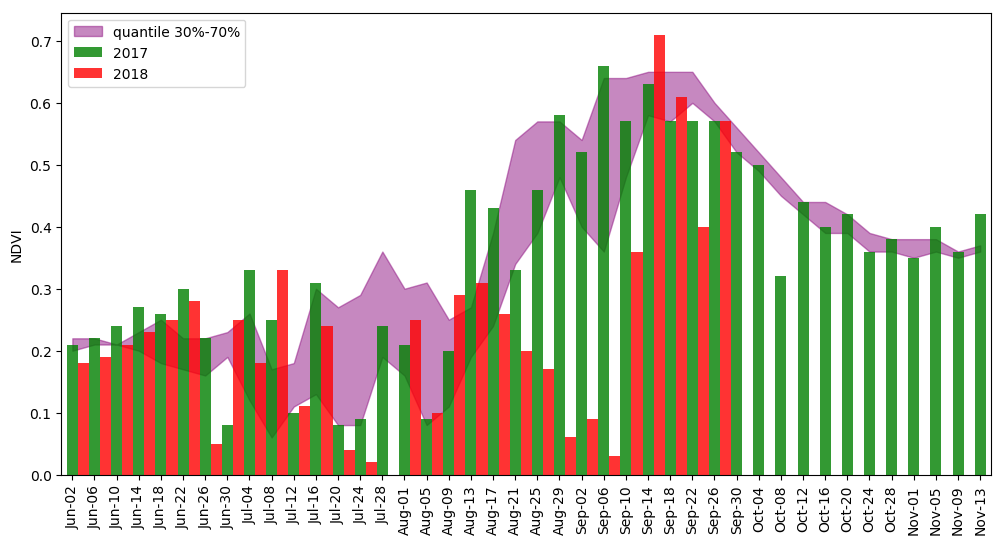 quantile 30%-70%
2017
2018
NDVI
0.7
0.6
0.5
0.4
0.3
0.2
0.1
0.0
Jun-02
Jun-06
Jun-10
Jun-14
Jun-18
Jun-22
Jun-26
Jun-30
Jul-04
Jul-08
Jul-12
Jul-16
Jul-20
Jul-24
Jul-28
Aug-01
Aug-05
Aug-09
Aug-13
Aug-17
Aug-21
Aug-25
Aug-29
Sep-02
Sep-06
Sep-10
Sep-14
Sep-18
Sep-22
Sep-26
Sep-30
Oct-04
Oct-08
Oct-12
Oct-16
Oct-20
Oct-24
Oct-28
Nov-01
Nov-05
Nov-09
Nov-13